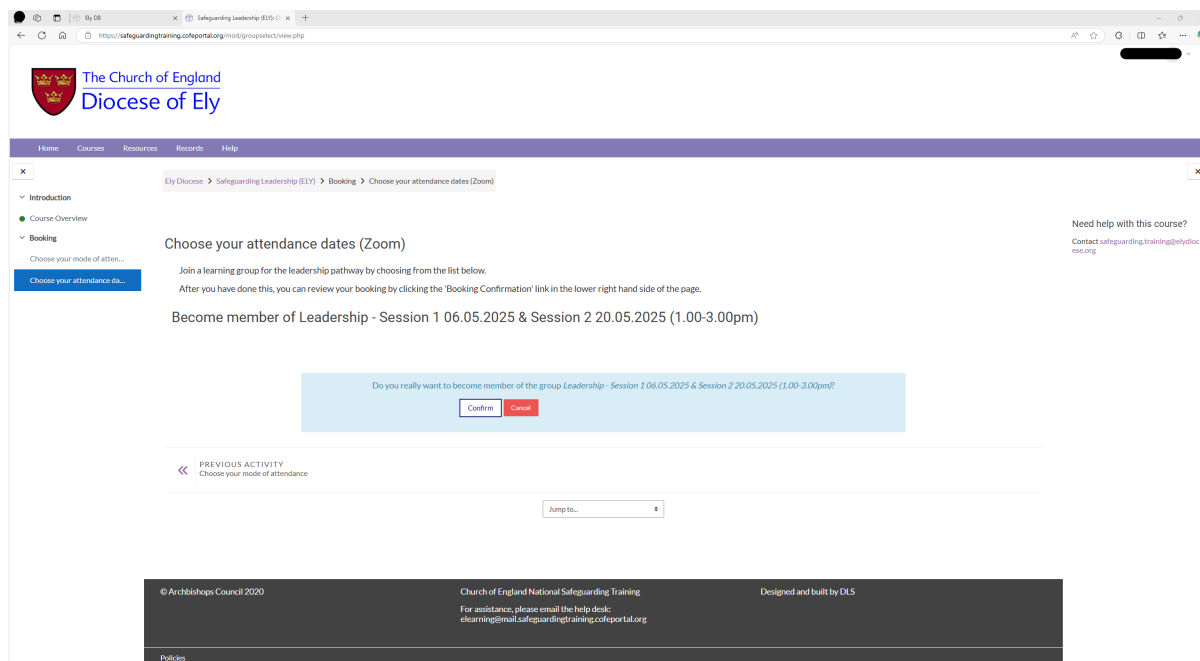 Ely DB
Safeguarding Leadership (ELY): C
https://safeguardingtraining.cofeportal.org/mod/groupselect/view.php
The Church of England
Diocese of Ely
Home Courses Resources Records Help
Ely Diocese > Safeguarding Leadership (ELY) > Booking > Choose your attendance dates (Zoom)
Introduction
Course Overview
Booking
Choose your mode of atten...
Choose your attendance da...
Choose your attendance dates (Zoom)
Join a learning group for the leadership pathway by choosing from the list below.
After you have done this, you can review your booking by clicking the 'Booking Confirmation' link in the lower right hand side of the page.
Become member of Leadership - Session 1 06.05.2025 & Session 2 20.05.2025 (1.00-3.00pm)
Do you really want to become member of the group Leadership - Session 1 06.05.2025 & Session 2 20.05.2025 (1.00-3.00pm)?
Confirm Cancel
PREVIOUS ACTIVITY
Choose your mode of attendance
Jump to...
Need help with this course?
Contact safeguarding.training@elydioc
ese.org
© Archbishops Council 2020
Church of England National Safeguarding Training
For assistance, please email the help desk:
elearning@mail.safeguardingtraining.cofeportal.org
Designed and built by DLS
Policies